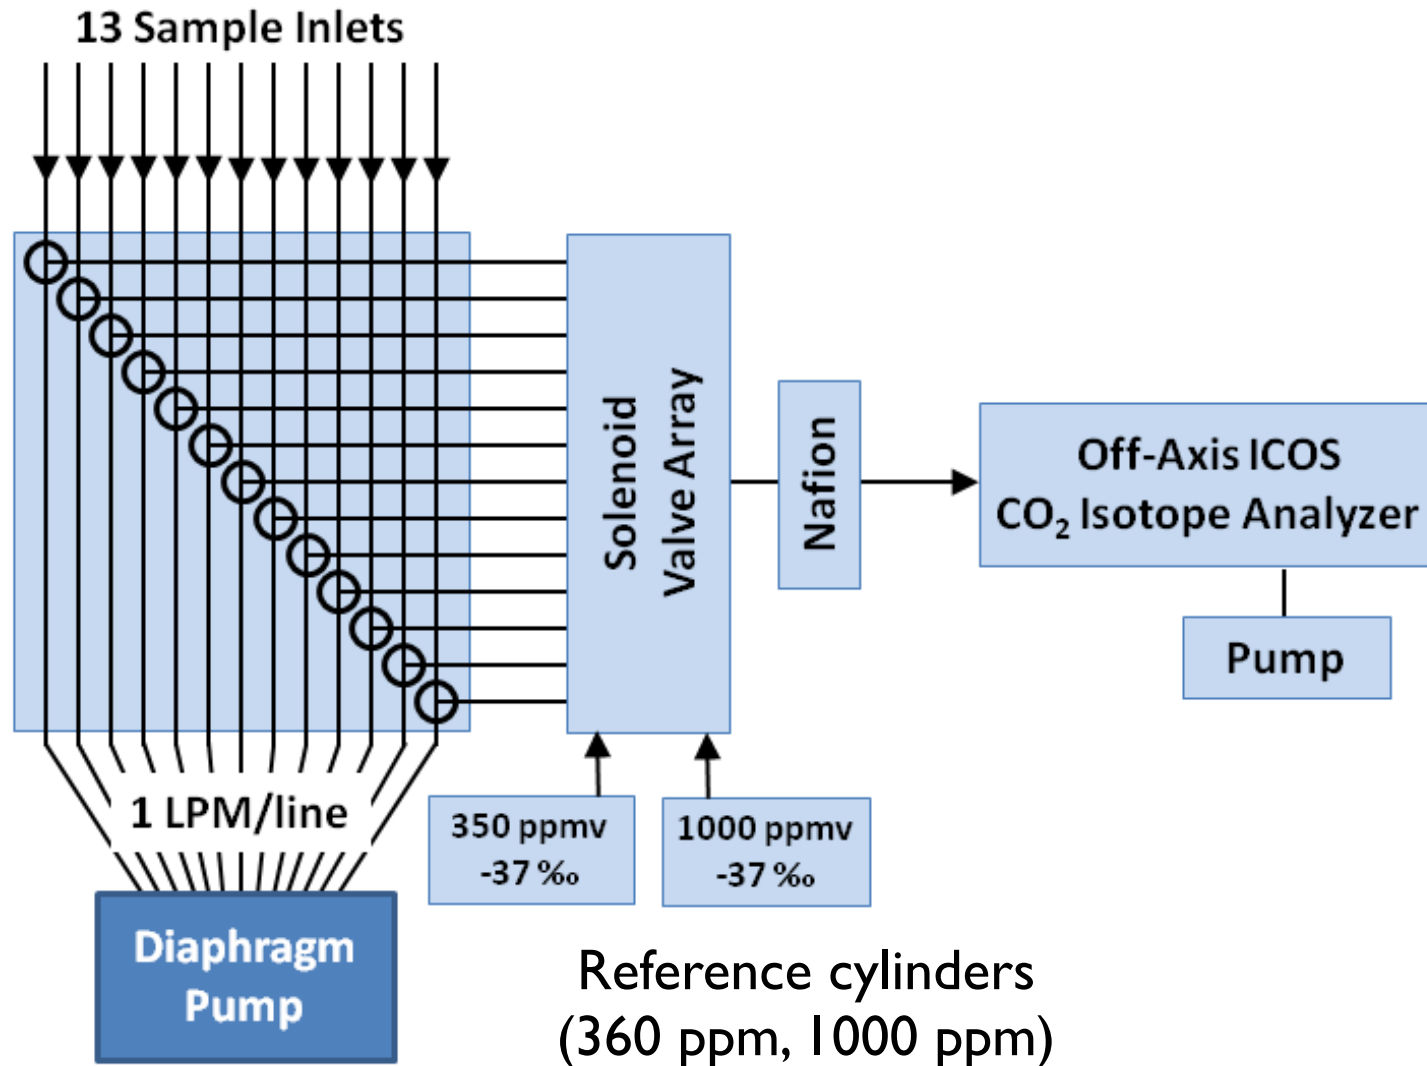 13 Sample Inlets
Solenoid
Valve Array
Nafion
Off-Axis ICOS
CO₂ Isotope Analyzer
Pump
1 LPM/line
350 ppmv
-37 ‰
1000 ppmv
-37 ‰
Diaphragm
Pump
Reference cylinders
(360 ppm, 1000 ppm)